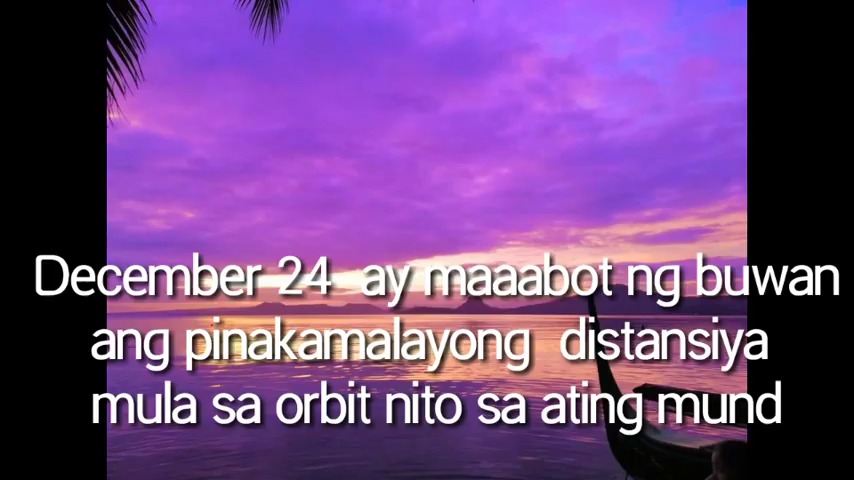 December 24 ay maaabot ng buwan
ang pinakamalayong distansiya
mula sa orbit nito sa ating mund